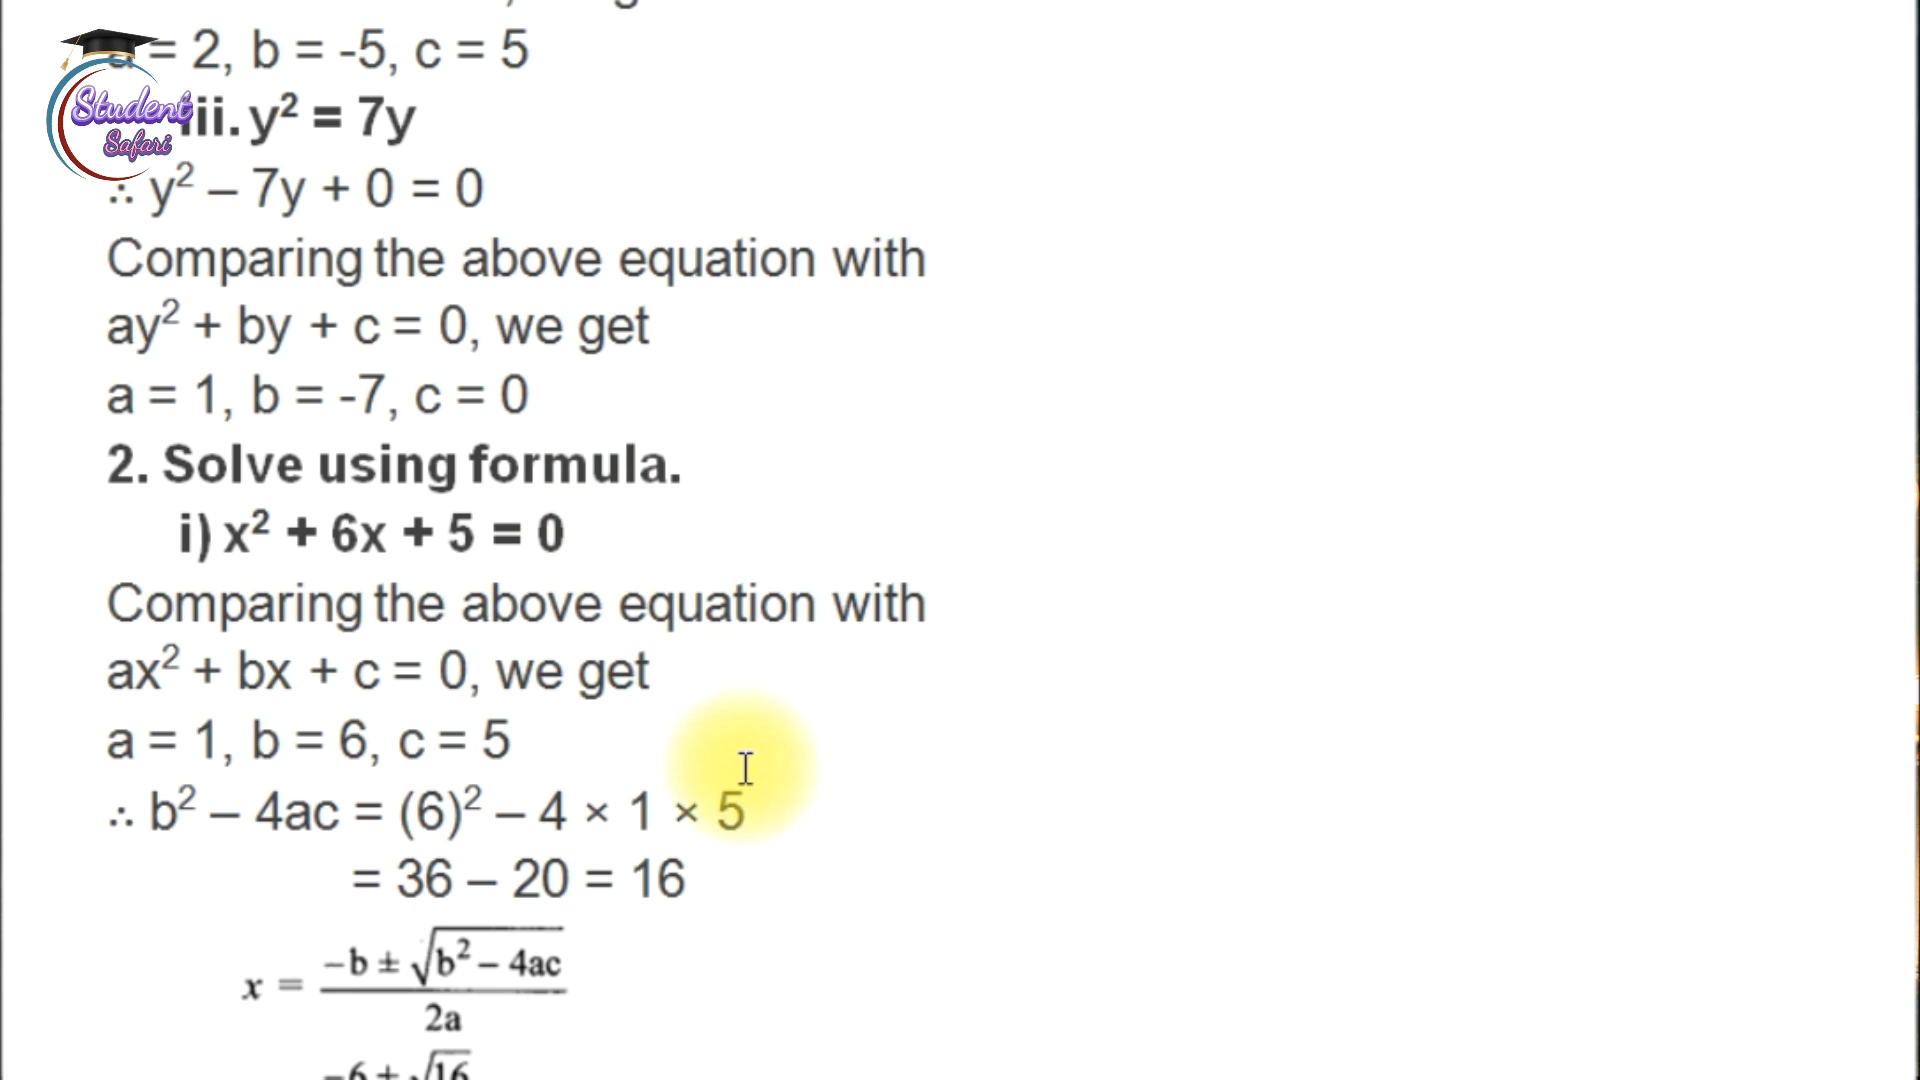 a = 2, b = -5, c = 5
Student
Safari
iii. y² = 7y
∴ y² – 7y + 0 = 0
Comparing the above equation with
ay² + by + c = 0, we get
a = 1, b = -7, c = 0
2. Solve using formula.
i) x² + 6x + 5 = 0
Comparing the above equation with
ax² + bx + c = 0, we get
a = 1, b = 6, c = 5
∴ b² – 4ac = (6)² – 4 × 1 × 5
= 36 – 20 = 16
x = (–b ± √(b² – 4ac)) / 2a
–6 ± √16